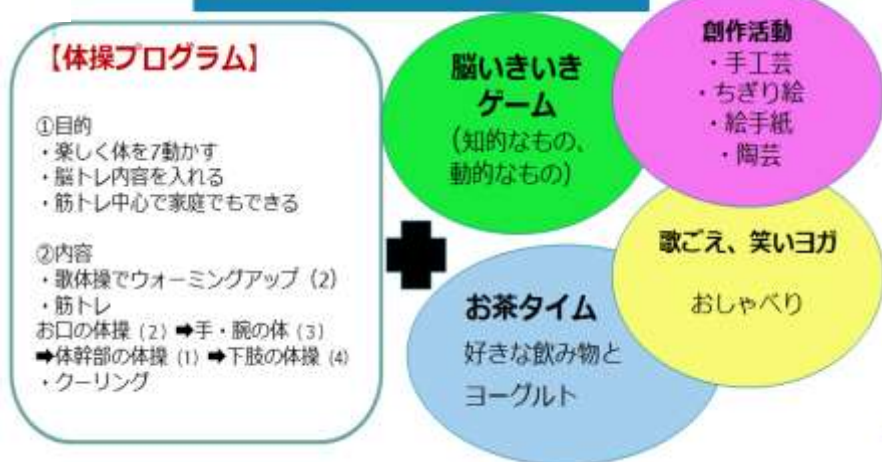 【体操プログラム】
①目的
・楽しく体を7動かす
・脳トレ内容を入れる
・筋トレ中心で家庭でもできる
②内容
・歌体操でウォーミングアップ（2）
・筋トレ
お口の体操（2）➡手・腕の体（3）
➡体幹部の体操（1）➡下肢の体操（4）
・クーリング
脳いきいき
ゲーム
(知的なもの、
動的なもの)
創作活動
・手工芸
・ちぎり絵
・絵手紙
・陶芸
歌ごえ、笑いヨガ
おしゃべり
お茶タイム
好きな飲み物と
ヨーグルト